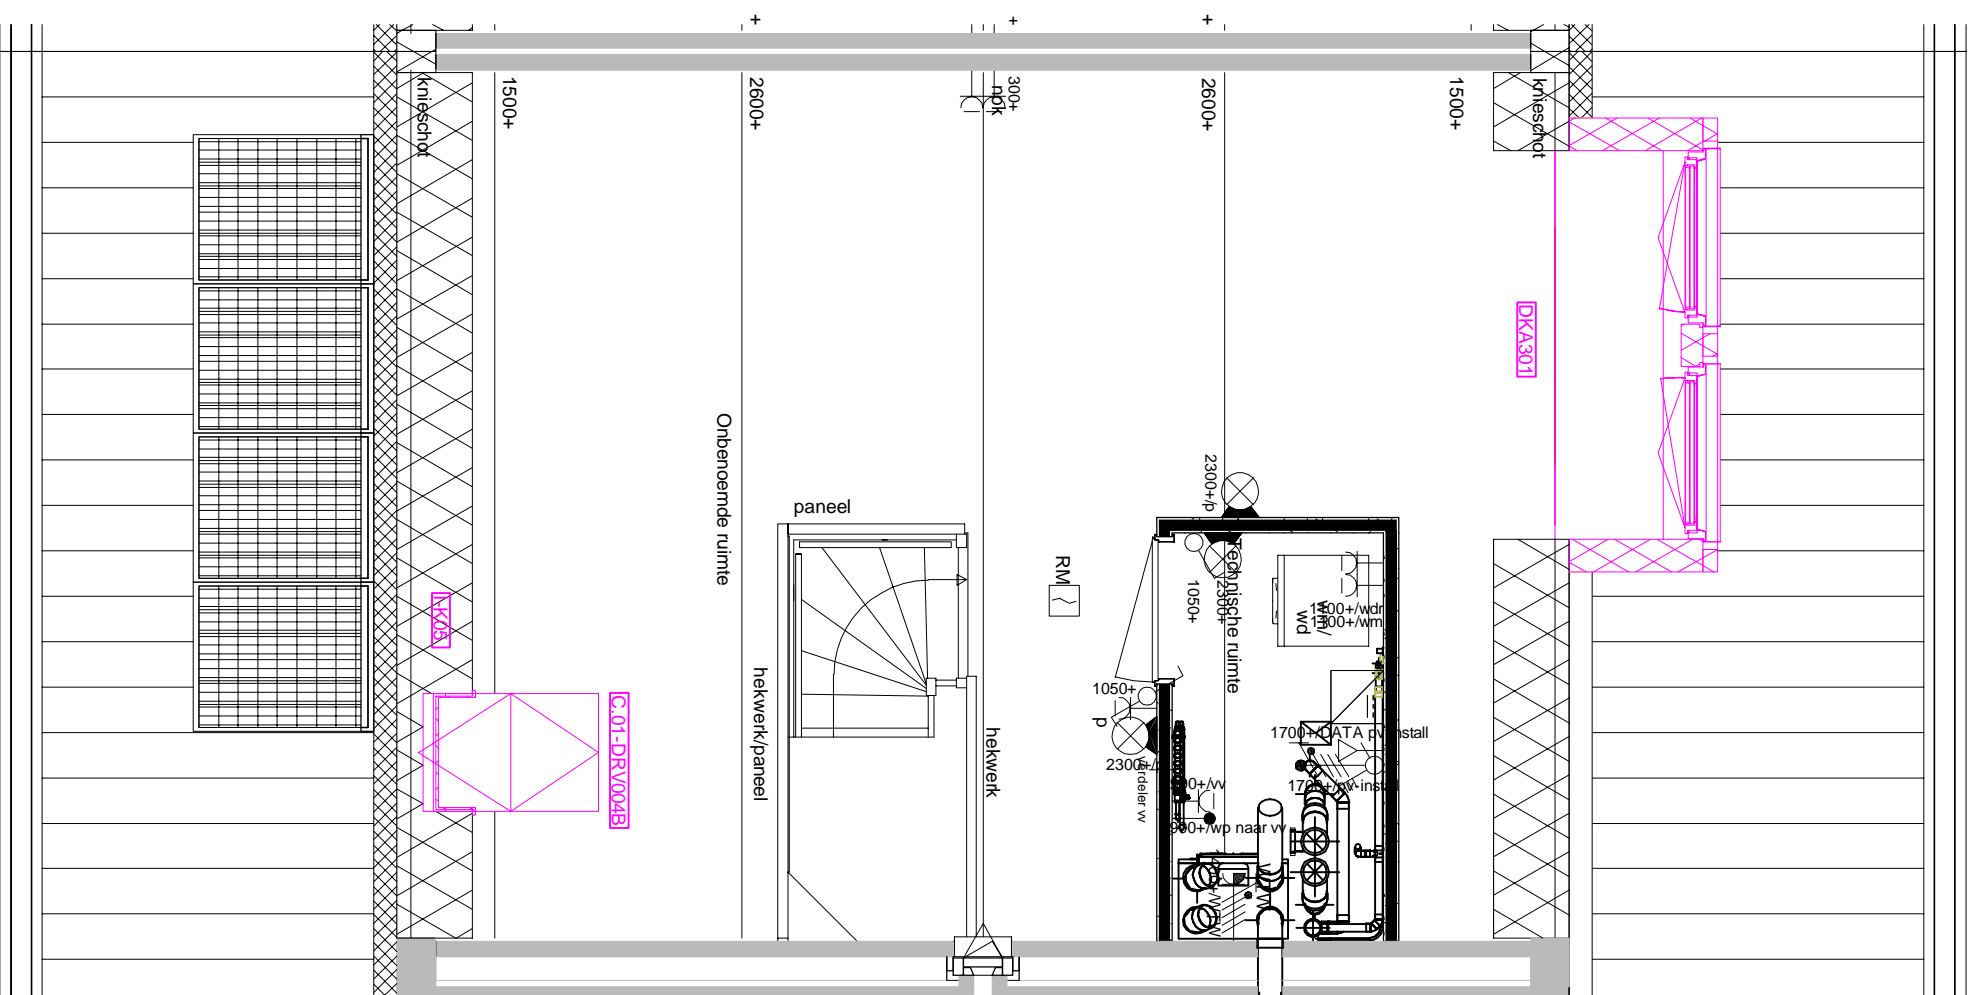 knieschot
1500+
2600+
300+
npk
2600+
1500+
knieschot
DKA301
Onbenoemde ruimte
paneel
2300+/p
RM
Technische ruimte
1050+
2300+
wm/
wd
1400+/wdr
1300+/wm
I-K05
C.01-DRV004B
hekwerk/paneel
hekwerk
1050+
p
2300+/
verdeler vv
1700+/DATA pv-install
1700+/pv-install
900+/wp naar vv